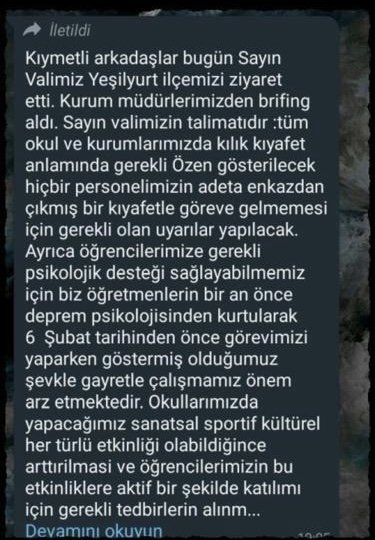 İletildi
Kıymetli arkadaşlar bugün Sayın
Valimiz Yeşilyurt ilçemizi ziyaret
etti. Kurum müdürlerimizden brifing
aldı. Sayın valimizin talimatıdır :tüm
okul ve kurumlarımızda kılık kıyafet
anlamında gerekli Özen gösterilecek
hiçbir personelimizin adeta enkazdan
çıkmış bir kıyafetle göreve gelmemesi
için gerekli olan uyarılar yapılacak.
Ayrıca öğrencilerimize gerekli
psikolojik desteği sağlayabilmemiz
için biz öğretmenlerin bir an önce
deprem psikolojisinden kurtularak
6 Şubat tarihinden önce görevimizi
yaparken göstermiş olduğumuz
şevkle gayretle çalışmamız önem
arz etmektedir. Okullarımızda
yapacağımız sanatsal sportif kültürel
her türlü etkinliği olabildiğince
arttırılması ve öğrencilerimizin bu
etkinliklere aktif bir şekilde katılımı
için gerekli tedbirlerin alınm...
Devamını okuyun